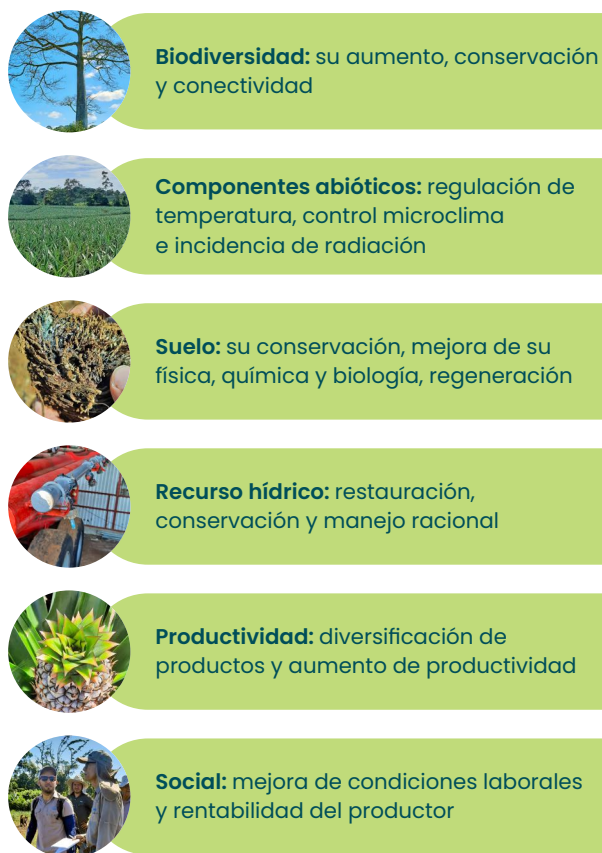 Biodiversidad: su aumento, conservación
y conectividad
Componentes abióticos: regulación de
temperatura, control microclima
e incidencia de radiación
Suelo: su conservación, mejora de su
física, química y biología, regeneración
Recurso hídrico: restauración,
conservación y manejo racional
Productividad: diversificación de
productos y aumento de productividad
Social: mejora de condiciones laborales
y rentabilidad del productor